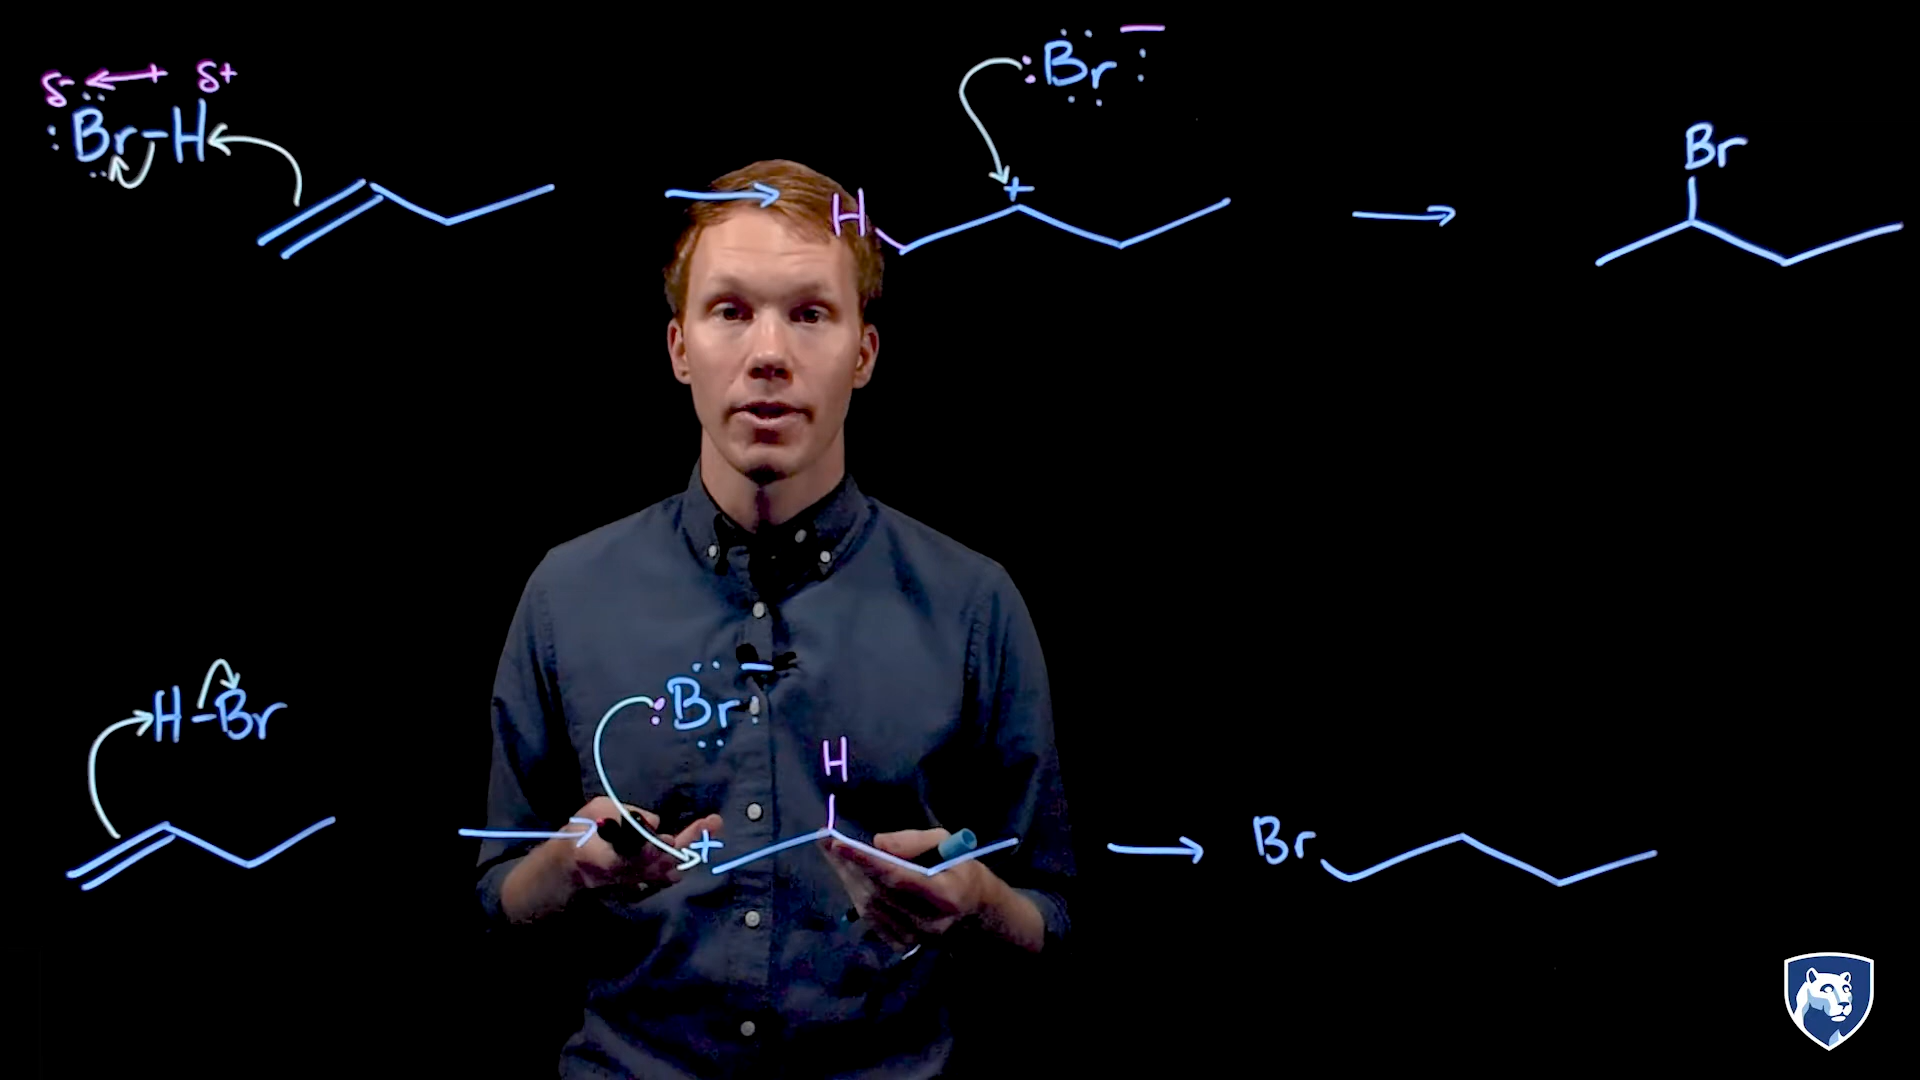 δ- δ+
:Br-H
H
+
:Br:-
Br
H-Br
:Br:-
H
+
Br